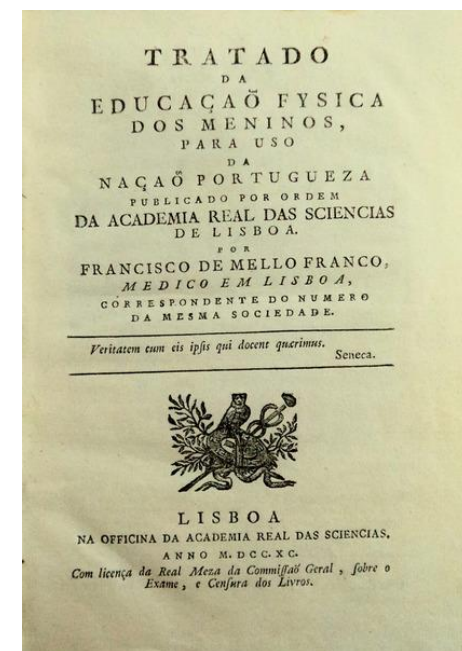 TRATADO
DA
EDUCAÇAÕ FYSICA
DOS MENINOS,
PARA USO
DA
NAÇAÕ PORTUGUEZA
PUBLICADO POR ORDEM
DA ACADEMIA REAL DAS SCIENCIAS
DE LISBOA.
POR
FRANCISCO DE MELLO FRANCO,
MEDICO EM LISBOA,
CORRESPONDENTE DO NUMERO
DA MESMA SOCIEDADE.
Veritatem cum eis ipſis qui docent quærimus.
Seneca.
LISBOA
NA OFFICINA DA ACADEMIA REAL DAS SCIENCIAS.
ANNO M. DCC. XC.
Com licença da Real Meza da Commiſſaõ Geral, ſobre o
Exame, e Cenſura dos Livros.